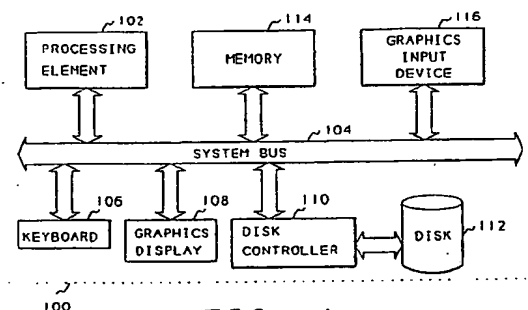 102
114
116
PROCESSING
ELEMENT
MEMORY
GRAPHICS
INPUT
DEVICE
104
SYSTEM BUS
106
108
110
KEYBOARD
GRAPHICS
DISPLAY
DISK
CONTROLLER
DISK
112
100